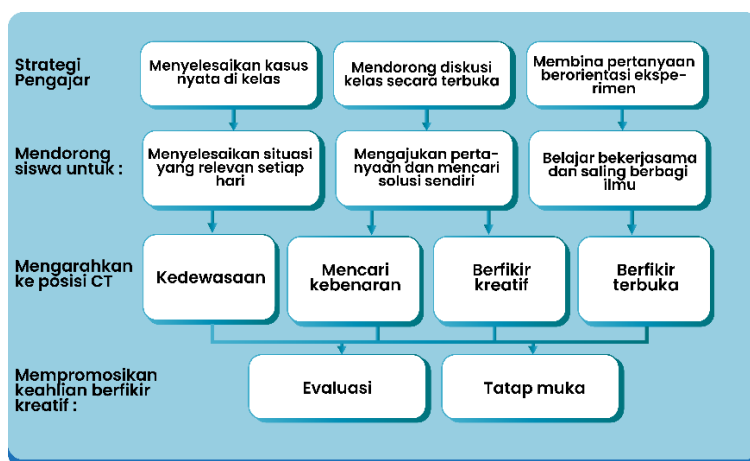 Strategi
Pengajar
Menyelesaikan kasus
nyata di kelas
Mendorong diskusi
kelas secara terbuka
Membina pertanyaan
berorientasi ekspe-
rimen
Mendorong
siswa untuk :
Menyelesaikan situasi
yang relevan setiap
hari
Mengajukan perta-
nyaan dan mencari
solusi sendiri
Belajar bekerjasama
dan saling berbagi
ilmu
Mengarahkan
ke posisi CT
Kedewasaan
Mencari
kebenaran
Berfikir
kreatif
Berfikir
terbuka
Mempromosikan
keahlian berfikir
kreatif :
Evaluasi
Tatap muka